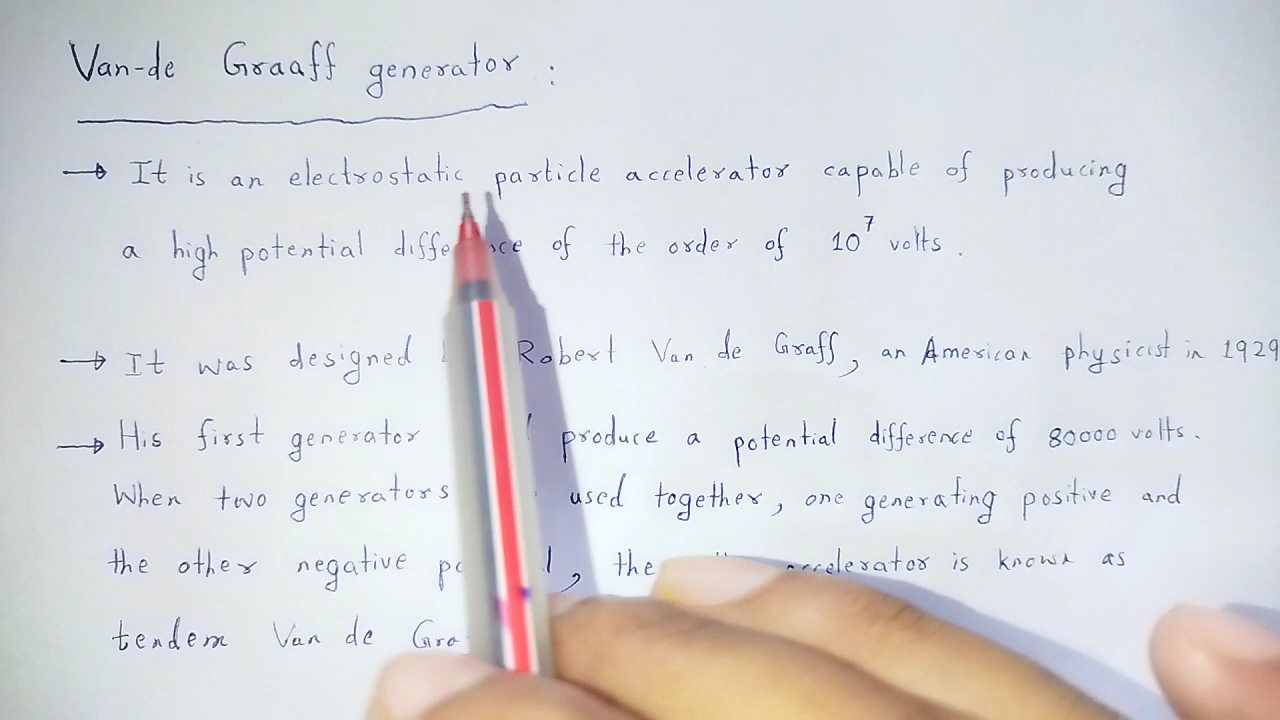 Van-de Graaff generator :
→ It is an electrostatic particle accelerator capable of producing
a high potential of the order of 10⁷ volts .
→ It was designed Robert Van de Graff, an American physicist in 1929
→ His first generator produce a potential difference of 80000 volts.
When two generators used together, one generating positive and
the other negative , the accelerator is known as
tendem Van de